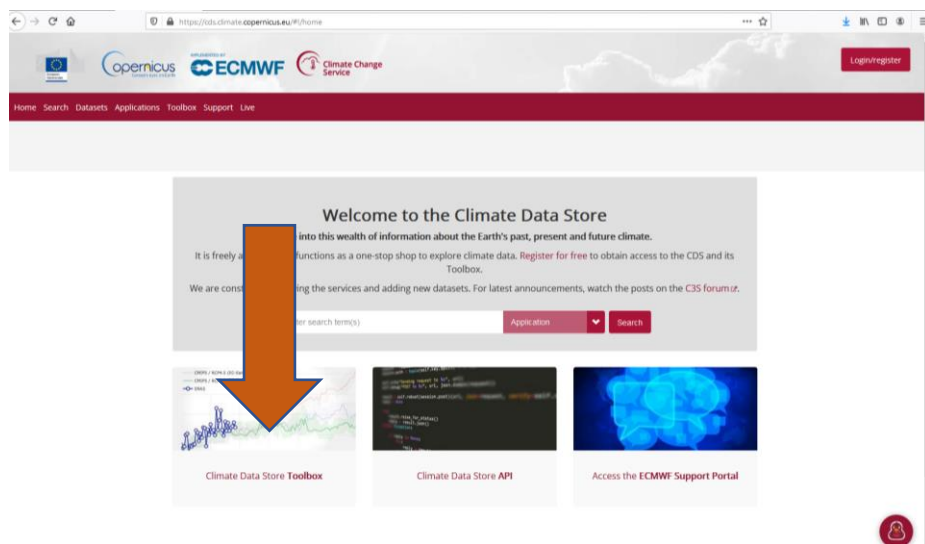 https://cds.climate.copernicus.eu/#!/home
opernicus
IMPLEMENTED BY
ECMWF
Climate Change
Service
Login/register
Home Search Datasets Applications Toolbox Support Live
Welcome to the Climate Data Store
into this wealth of information about the Earth's past, present and future climate.
It is freely functions as a one-stop shop to explore climate data. Register for free to obtain access to the CDS and its
Toolbox.
We are const ing the services and adding new datasets. For latest announcements, watch the posts on the C3S forum.
ter search term(s)
Application
Search
Climate Data Store Toolbox
Climate Data Store API
Access the ECMWF Support Portal